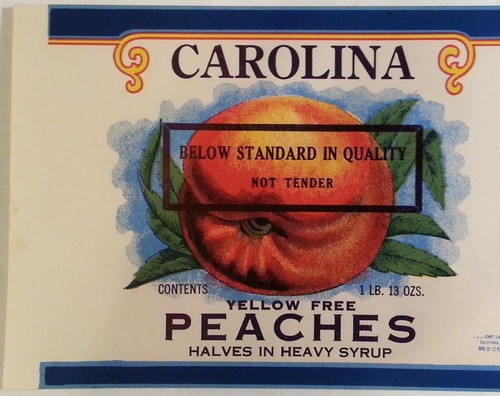 CAROLINA
BELOW STANDARD IN QUALITY
NOT TENDER
CONTENTS 1 LB. 13 OZS.
YELLOW FREE
PEACHES
HALVES IN HEAVY SYRUP